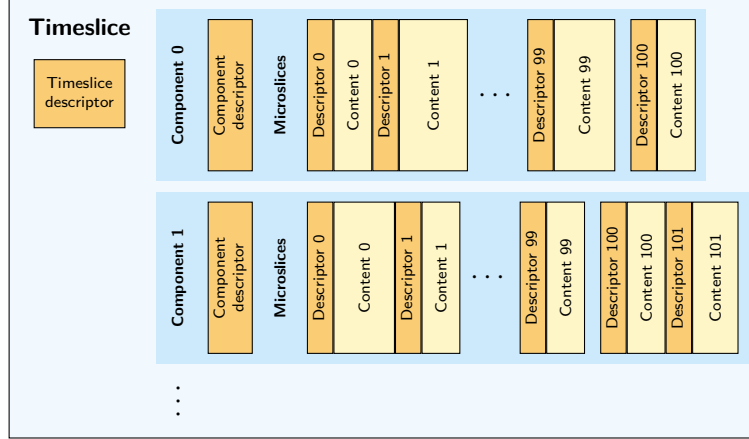 Timeslice
Timeslice
descriptor
Component 0
Component
descriptor
Microslices
Descriptor 0
Content 0
Descriptor 1
Content 1
. . .
Descriptor 99
Content 99
Descriptor 100
Content 100
Component 1
Component
descriptor
Microslices
Descriptor 0
Content 0
Descriptor 1
Content 1
. . .
Descriptor 99
Content 99
Descriptor 100
Content 100
Descriptor 101
Content 101
. . .